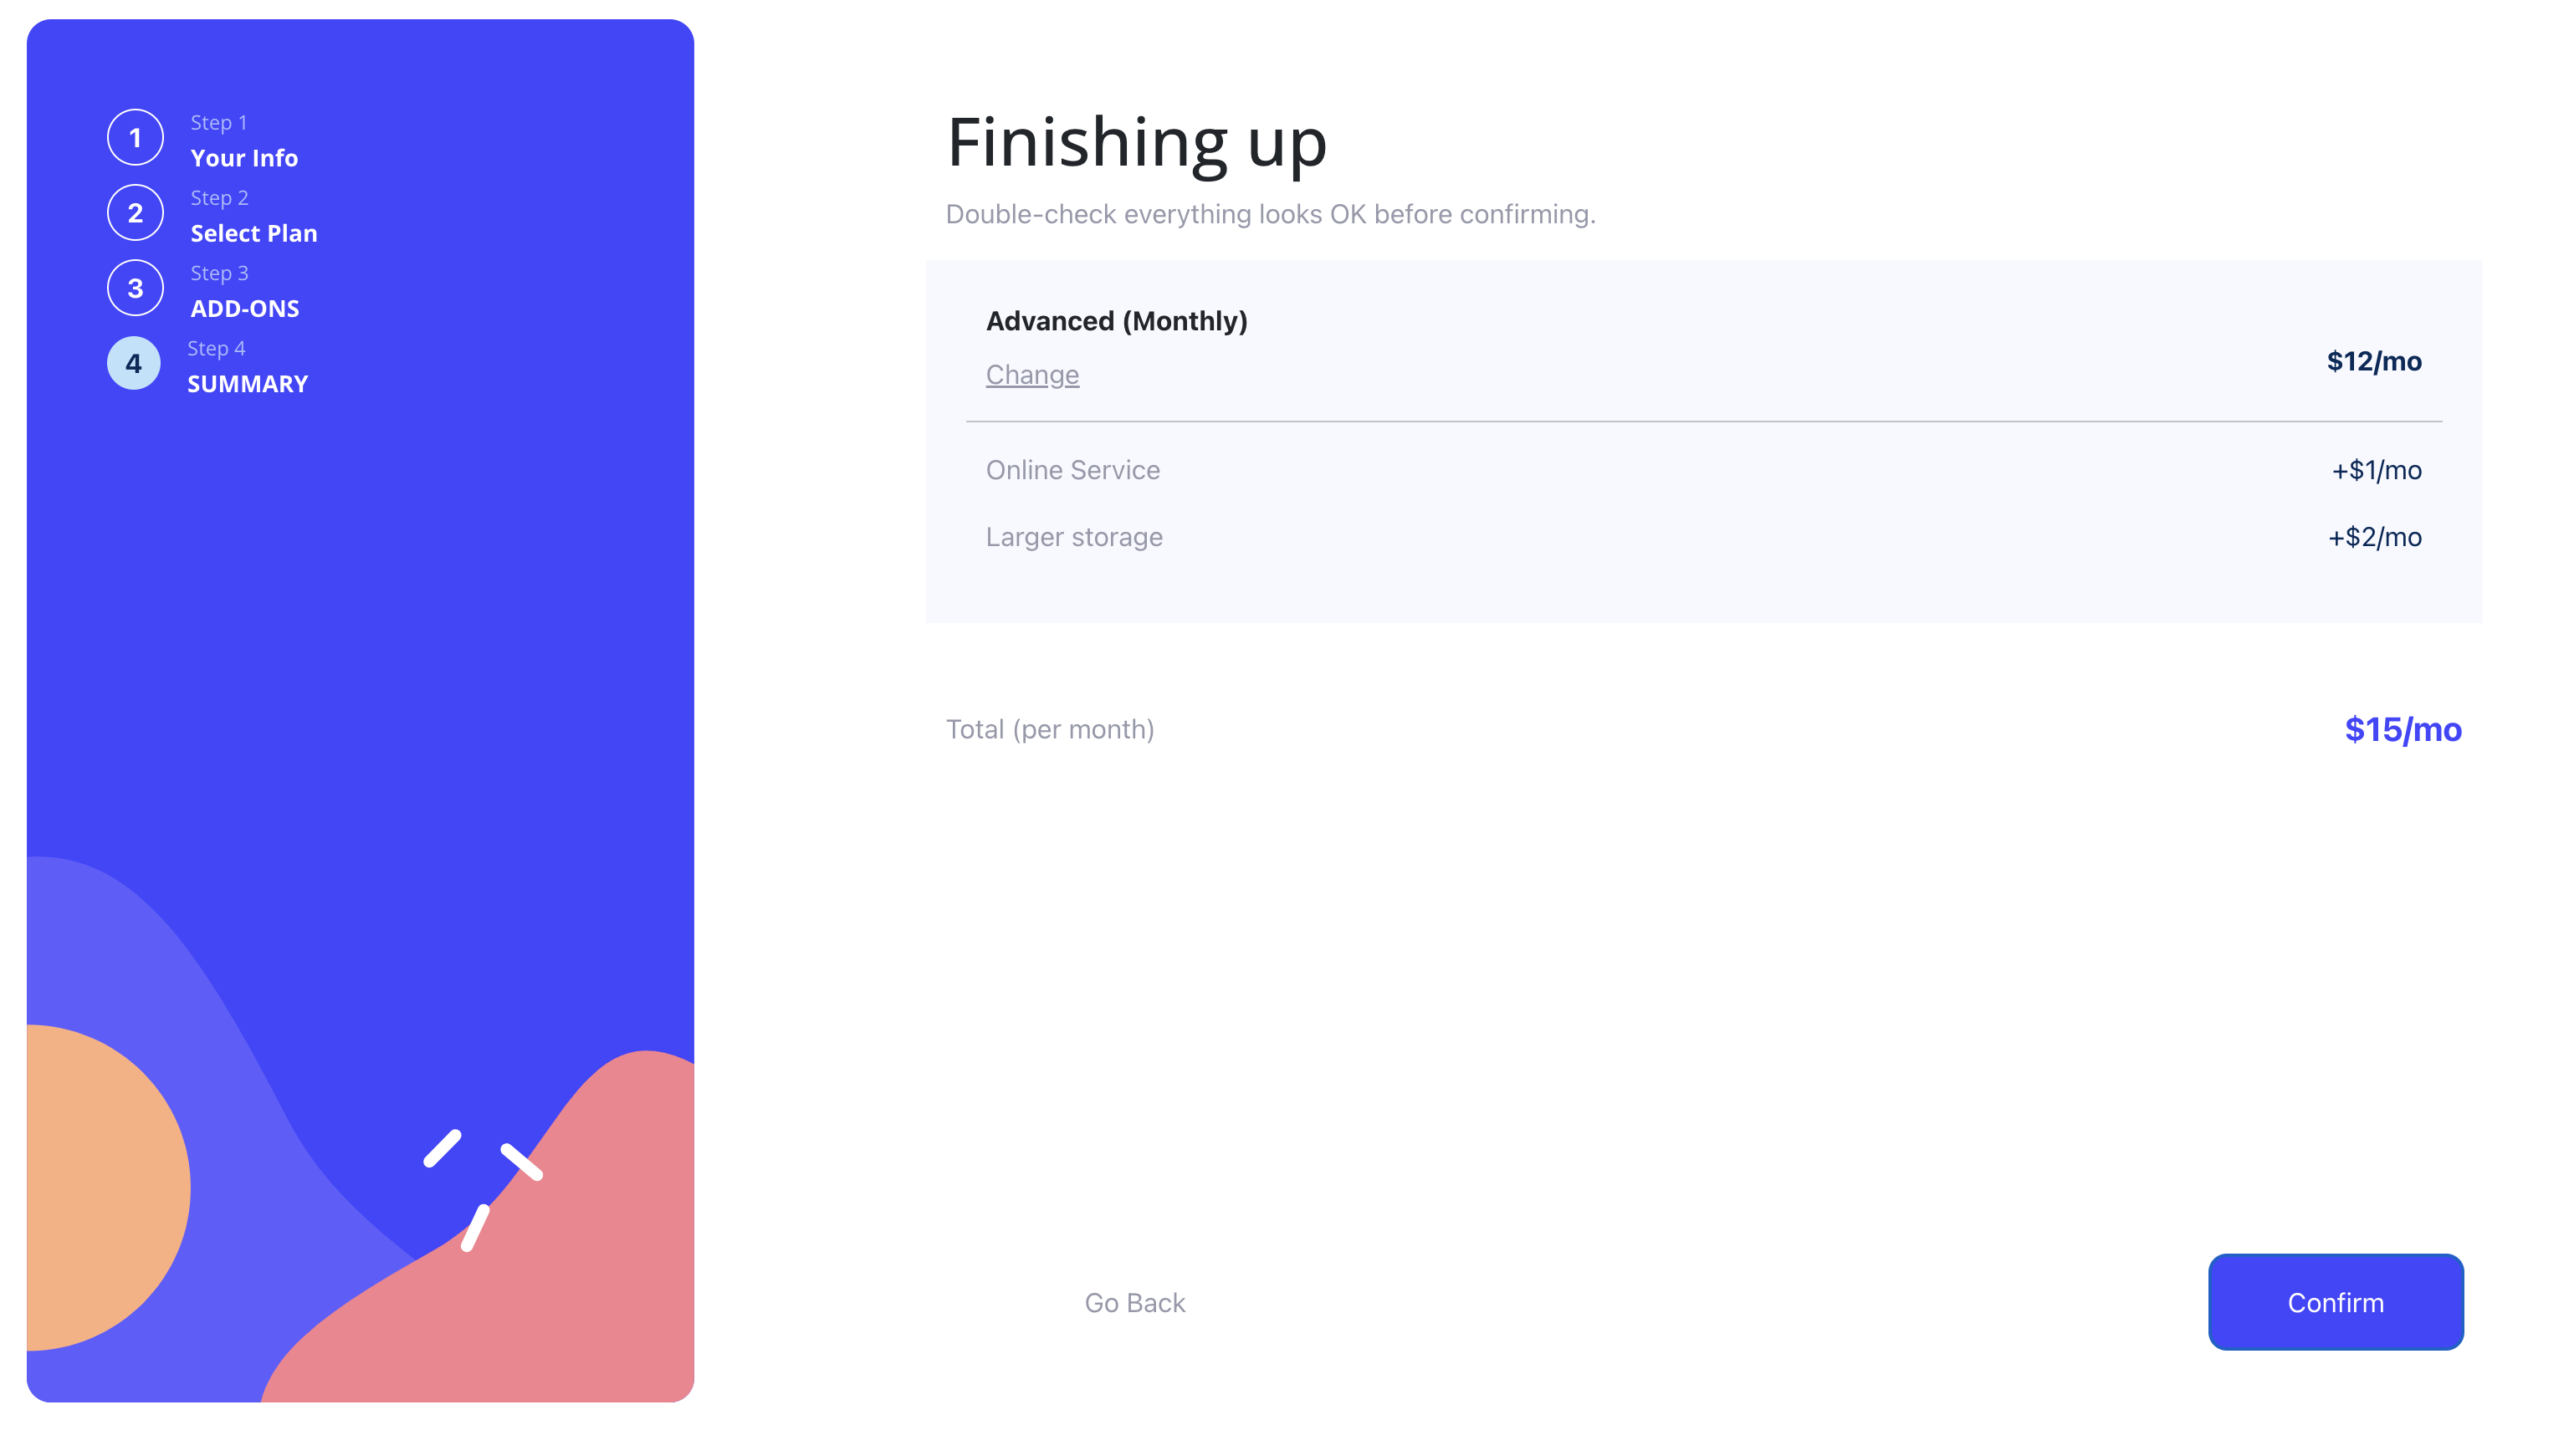 1
Step 1
Your Info
2
Step 2
Select Plan
3
Step 3
ADD-ONS
4
Step 4
SUMMARY
Finishing up
Double-check everything looks OK before confirming.
Advanced (Monthly)
Change
$12/mo
Online Service
+$1/mo
Larger storage
+$2/mo
Total (per month)
$15/mo
Go Back
Confirm